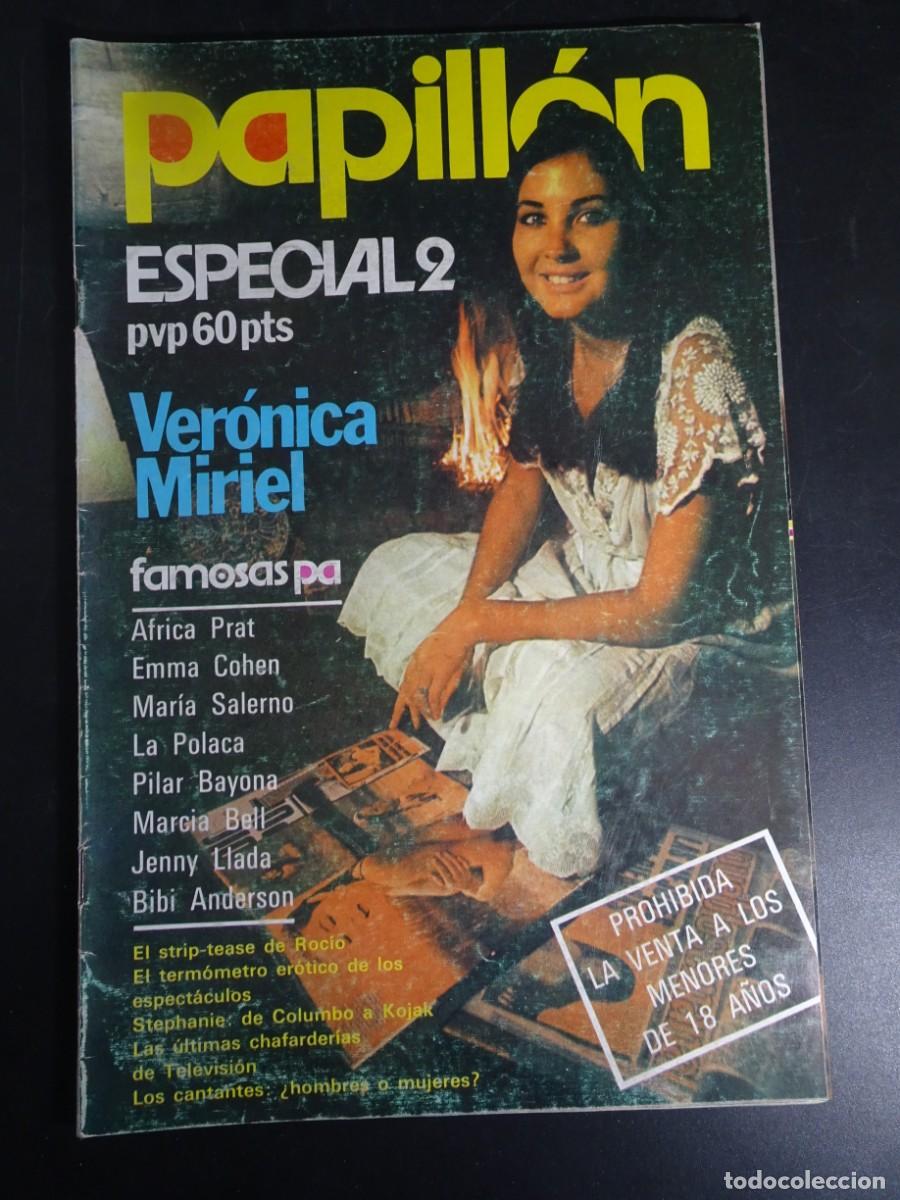 papillón
ESPECIAL2
pvp 60 pts
Verónica
Miriel
famosas pa
Africa Prat
Emma Cohen
María Salerno
La Polaca
Pilar Bayona
Marcia Bell
Jenny Llada
Bibi Anderson
El strip-tease de Rocío
El termómetro erótico de los
espectáculos
Stephanie: de Columbo a Kojak
Las últimas chafarderías
de Televisión
Los cantantes: ¿hombres o mujeres?
PROHIBIDA
LA VENTA A LOS
MENORES
DE 18 AÑOS
todocoleccion